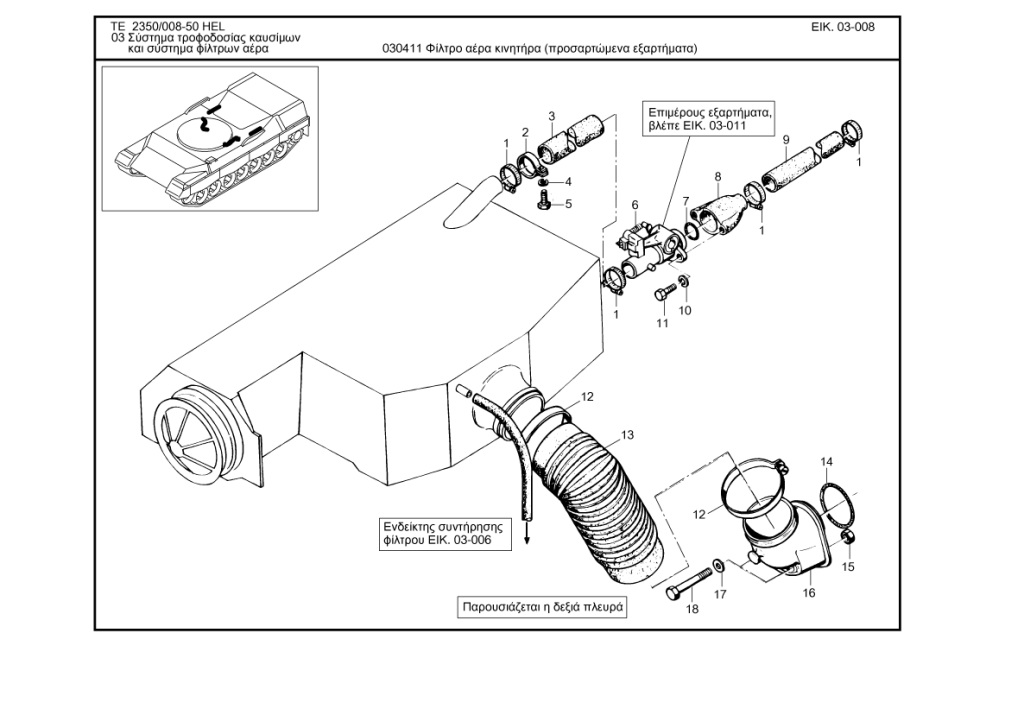 TE 2350/008-50 HEL
ΕΙΚ. 03-008
03 Σύστημα τροφοδοσίας καυσίμων
και σύστημα φίλτρων αέρα
030411 Φίλτρο αέρα κινητήρα (προσαρτώμενα εξαρτήματα)
Επιμέρους εξαρτήματα,
βλέπε ΕΙΚ. 03-011
1
2
3
4
5
6
7
8
9
1
1
1
10
11
12
13
Ενδείκτης συντήρησης
φίλτρου ΕΙΚ. 03-006
12
14
15
16
17
18
Παρουσιάζεται η δεξιά πλευρά